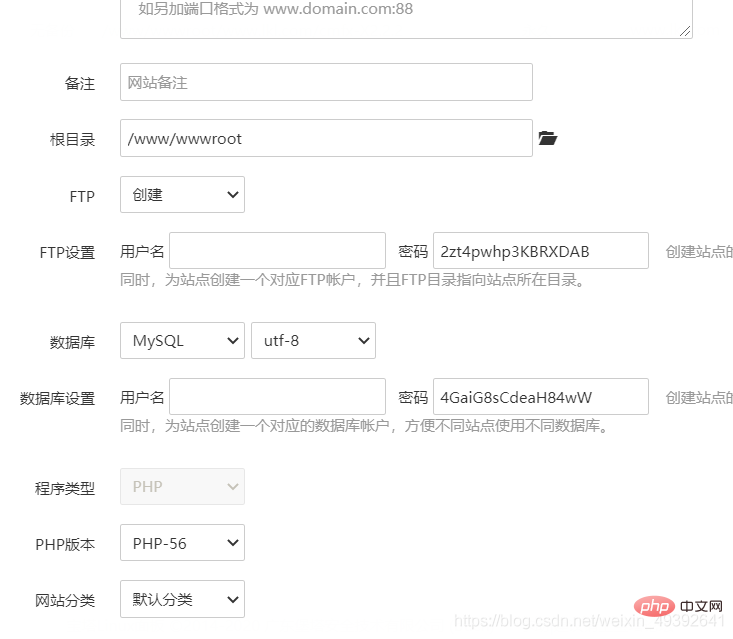 如另加端口格式为 www.domain.com:88
备注 网站备注
根目录 /www/wwwroot
FTP 创建
FTP设置 用户名 密码 2zt4pwhp3KBRXDAB 创建站点的
同时，为站点创建一个对应FTP帐户，并且FTP目录指向站点所在目录。
数据库 MySQL utf-8
数据库设置 用户名 密码 4GaiG8sCdeaH84wW 创建站点的
同时，为站点创建一个对应的数据库帐户，方便不同站点使用不同数据库。
程序类型 PHP
PHP版本 PHP-56
网站分类 默认分类
php 中文网
https://blog.csdn.net/weixin_49392641